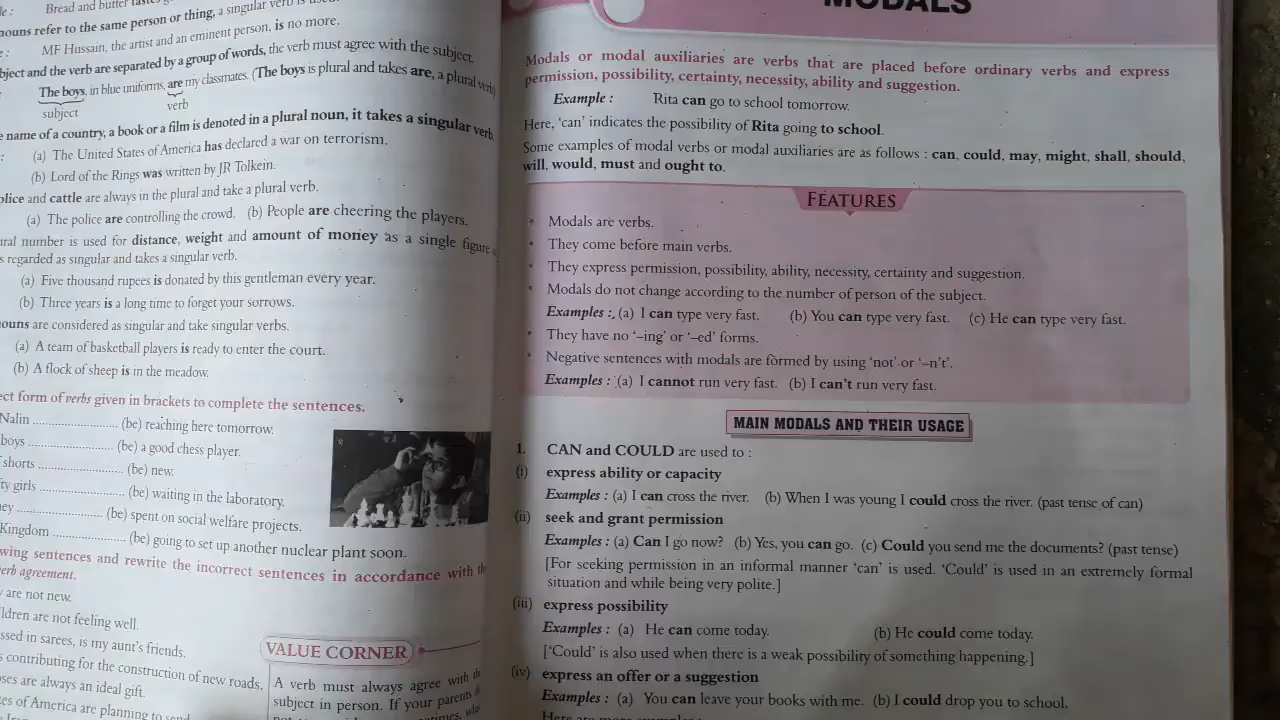 Bread and butter
nouns refer to the same person or thing, a singular verb is
MF Hussain, the artist and an eminent person, is no more.
bject and the verb are separated by a group of words, the verb must agree with the subject.
The boys, in blue uniforms, are my classmates. (The boys is plural and takes are, a plural verb)
subject verb
name of a country, a book or a film is denoted in a plural noun, it takes a singular verb.
(a) The United States of America has declared a war on terrorism.
(b) Lord of the Rings was written by JR Tolkein.
olice and cattle are always in the plural and take a plural verb.
(a) The police are controlling the crowd. (b) People are cheering the players.
ral number is used for distance, weight and amount of money as a single figure
s regarded as singular and takes a singular verb.
(a) Five thousand rupees is donated by this gentleman every year.
(b) Three years is a long time to forget your sorrows.
nouns are considered as singular and take singular verbs.
(a) A team of basketball players is ready to enter the court.
(b) A flock of sheep is in the meadow.
ect form of verbs given in brackets to complete the sentences.
Nalin ........................ (be) reaching here tomorrow.
boys ........................ (be) a good chess player.
shorts ........................ (be) new.
ty girls ........................ (be) waiting in the laboratory.
ey ........................ (be) spent on social welfare projects.
Kingdom ..................... (be) going to set up another nuclear plant soon.
wing sentences and rewrite the incorrect sentences in accordance with th
erb agreement.
are not new.
ldren are not feeling well.
ssed in sarees, is my aunt's friends.
s contributing for the construction of new roads.
ses are always an ideal gift.
es of America are planning to send
VALUE CORNER
A verb must always agree with th
subject in person. If your parents
MODALS
Modals or modal auxiliaries are verbs that are placed before ordinary verbs and express
permission, possibility, certainty, necessity, ability and suggestion.
Example : Rita can go to school tomorrow.
Here, 'can' indicates the possibility of Rita going to school.
Some examples of modal verbs or modal auxiliaries are as follows : can, could, may, might, shall, should,
will, would, must and ought to.
FEATURES
• Modals are verbs.
• They come before main verbs.
• They express permission, possibility, ability, necessity, certainty and suggestion.
• Modals do not change according to the number of person of the subject.
Examples : (a) I can type very fast. (b) You can type very fast. (c) He can type very fast.
• They have no '–ing' or '–ed' forms.
• Negative sentences with modals are formed by using 'not' or '–n't'.
Examples : (a) I cannot run very fast. (b) I can't run very fast.
MAIN MODALS AND THEIR USAGE
1. CAN and COULD are used to :
(i) express ability or capacity
Examples : (a) I can cross the river. (b) When I was young I could cross the river. (past tense of can)
(ii) seek and grant permission
Examples : (a) Can I go now? (b) Yes, you can go. (c) Could you send me the documents? (past tense)
[For seeking permission in an informal manner 'can' is used. 'Could' is used in an extremely formal
situation and while being very polite.]
(iii) express possibility
Examples : (a) He can come today. (b) He could come today.
['Could' is also used when there is a weak possibility of something happening.]
(iv) express an offer or a suggestion
Examples : (a) You can leave your books with me. (b) I could drop you to school.